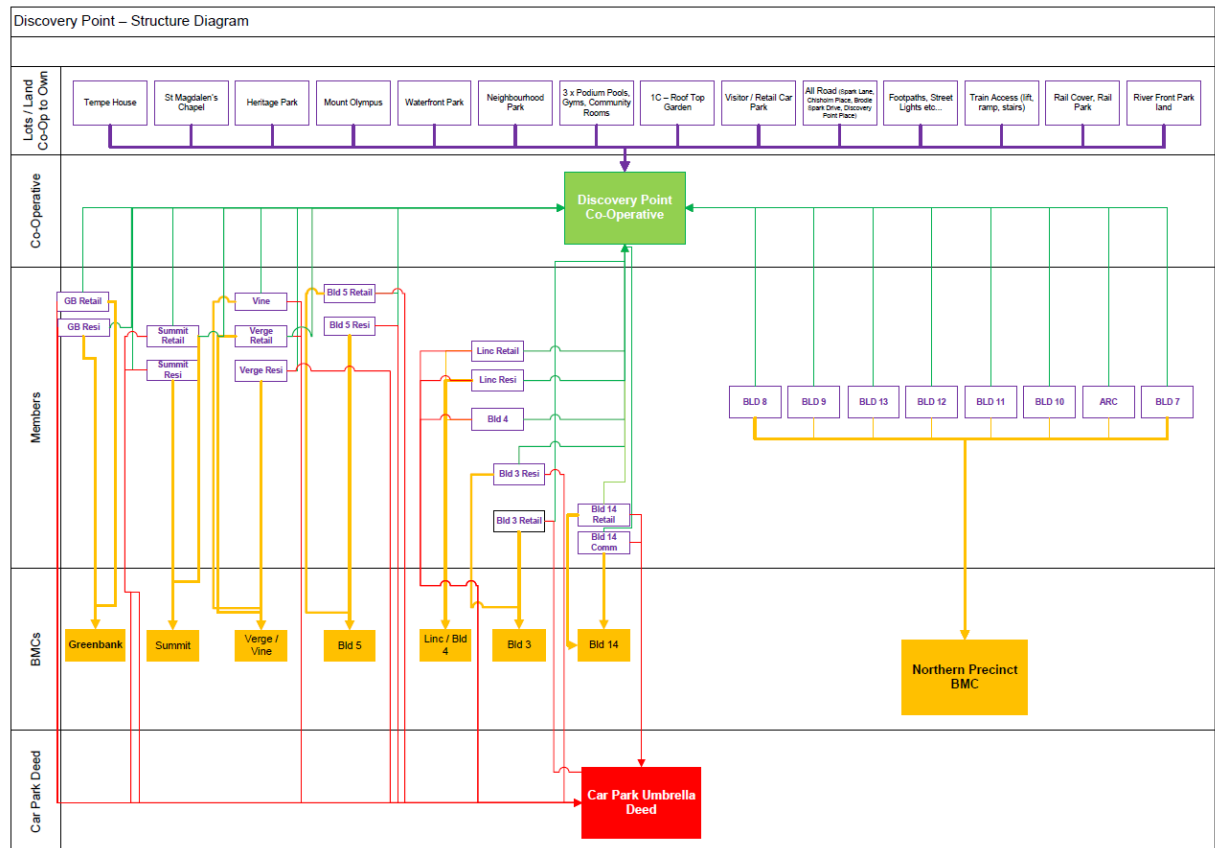 Discovery Point – Structure Diagram
Lots / Land
Co-Op to Own
Tempe House
St Magdalen's
Chapel
Heritage Park
Mount Olympus
Waterfront Park
Neighbourhood
Park
3 x Podium Pools,
Gyms, Community
Rooms
1C – Roof Top
Garden
Visitor / Retail Car
Park
All Road (Spark Lane,
Chishorm Place, Brodie
Spark Drive, Discovery
Point Place)
Footpaths, Street
Lights etc...
Train Access (lift,
ramp, stairs)
Rail Cover, Rail
Park
River Front Park
land
Co-Operative
Discovery Point
Co-Operative
Members
GB Retail
GB Resi
Summit
Retail
Summit
Resi
Vine
Verge
Retail
Verge Resi
Bld 5 Retail
Bld 5 Resi
Linc Retail
Linc Resi
Bld 4
Bld 3 Resi
Bld 3 Retail
Bld 14
Retail
Bld 14
Comm
BLD 8
BLD 9
BLD 13
BLD 12
BLD 11
BLD 10
ARC
BLD 7
BMCs
Greenbank
Summit
Verge /
Vine
Bld 5
Linc / Bld
4
Bld 3
Bld 14
Northern Precinct
BMC
Car Park Deed
Car Park Umbrella
Deed